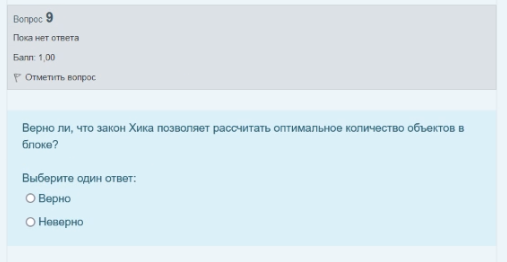 Вопрос 9
Пока нет ответа
Балл: 1,00
Отметить вопрос
Верно ли, что закон Хика позволяет рассчитать оптимальное количество объектов в
блоке?
Выберите один ответ:
Верно
Неверно